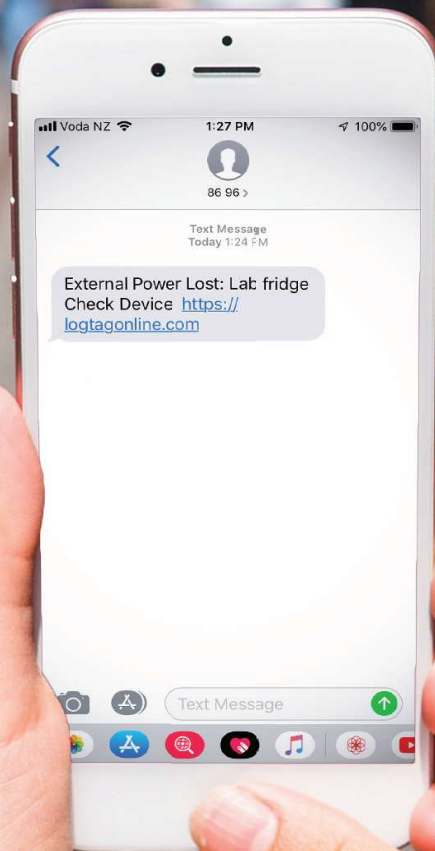 Voda NZ 1:27 PM 100%
86 96 >
Text Message
Today 1:24 PM
External Power Lost: Lab fridge
Check Device https://
logtagonline.com
Text Message